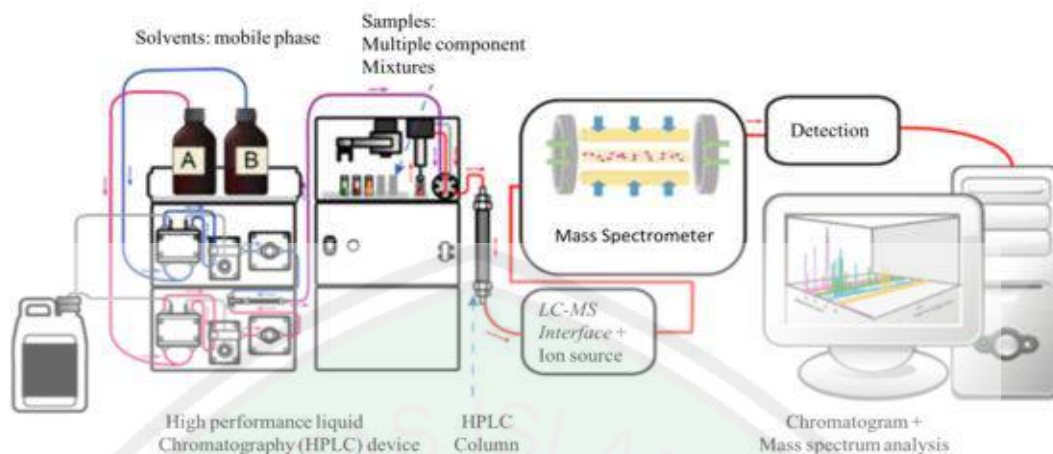 Solvents: mobile phase
Samples:
Multiple component
Mixtures
A
B
Detection
Mass Spectrometer
LC-MS
Interface +
Ion source
High performance liquid
Chromatography (HPLC) device
HPLC
Column
Chromatogram +
Mass spectrum analysis